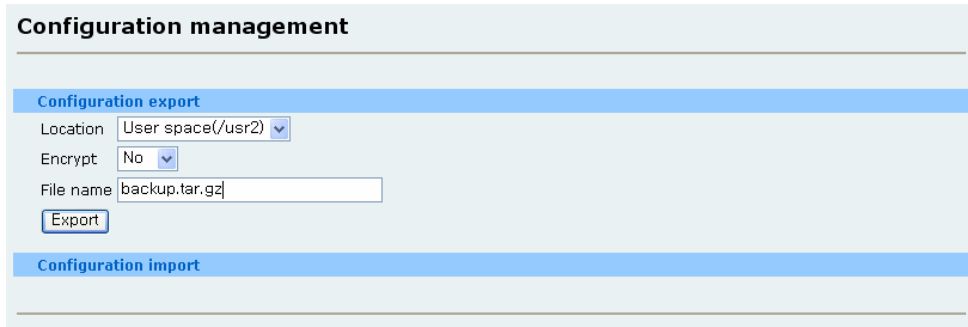 Configuration management
Configuration export
Location User space(/usr2)
Encrypt No
File name backup.tar.gz
Export
Configuration import